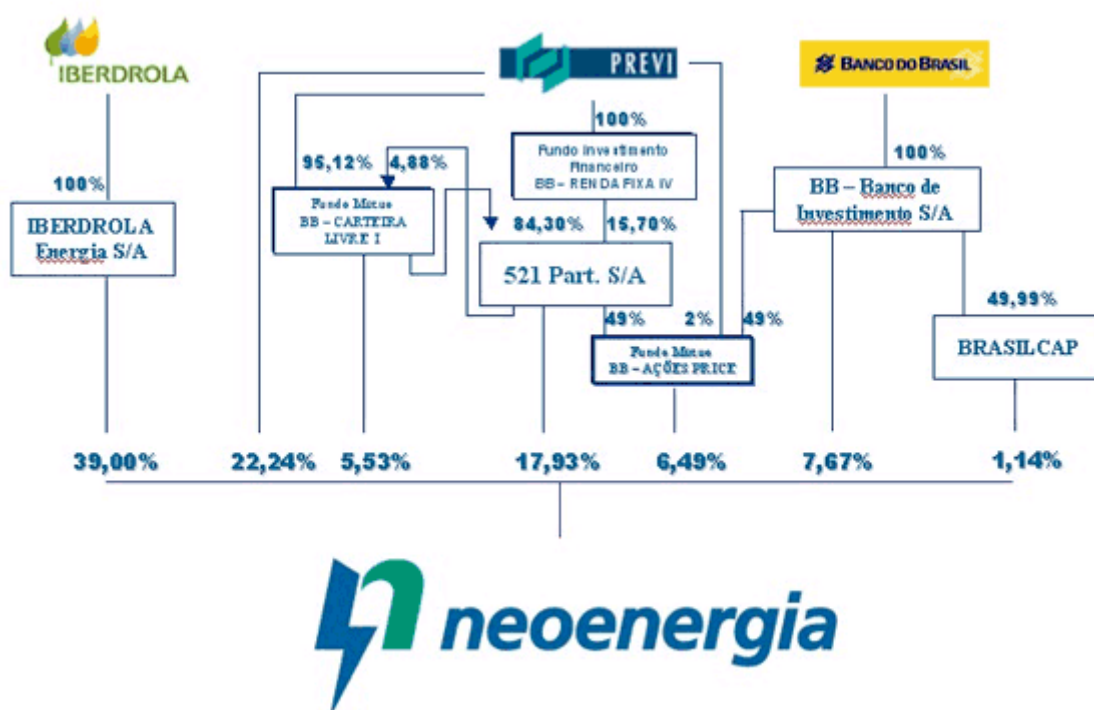 IBERDROLA
PREVI
BANCO DO BRASIL
100%
100%
100%
95,12%
4,88%
Fundo Investimento
Financeiro
BB – RENDA FIXA IV
BB – Banco de
Investimento S/A
IBERDROLA
Energia S/A
Fundo Mutuo
BB – CARTEIRA
LIVRE I
84,30%
15,70%
521 Part. S/A
49,99%
49%
2%
49%
Fundo Mutuo
BB – AÇÕES PRICE
BRASILCAP
39,00%
22,24%
5,53%
17,93%
6,49%
7,67%
1,14%
neoenergia